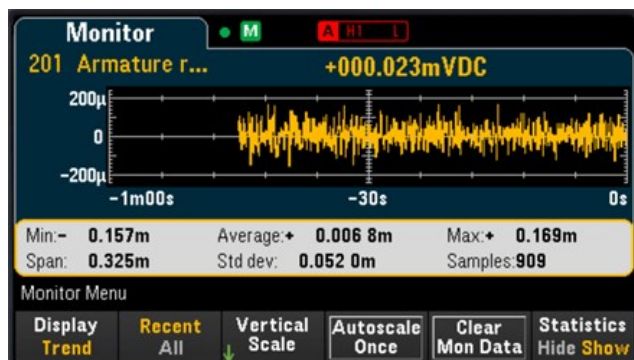 Monitor
M
A H1 L
201 Armature r...
+000.023mVDC
200µ
0
-200µ
-1m00s
-30s
0s
Min:- 0.157m
Average:+ 0.006 8m
Max:+ 0.169m
Span: 0.325m
Std dev: 0.052 0m
Samples:909
Monitor Menu
Display
Trend
Recent
All
Vertical
Scale
Autoscale
Once
Clear
Mon Data
Statistics
Hide Show